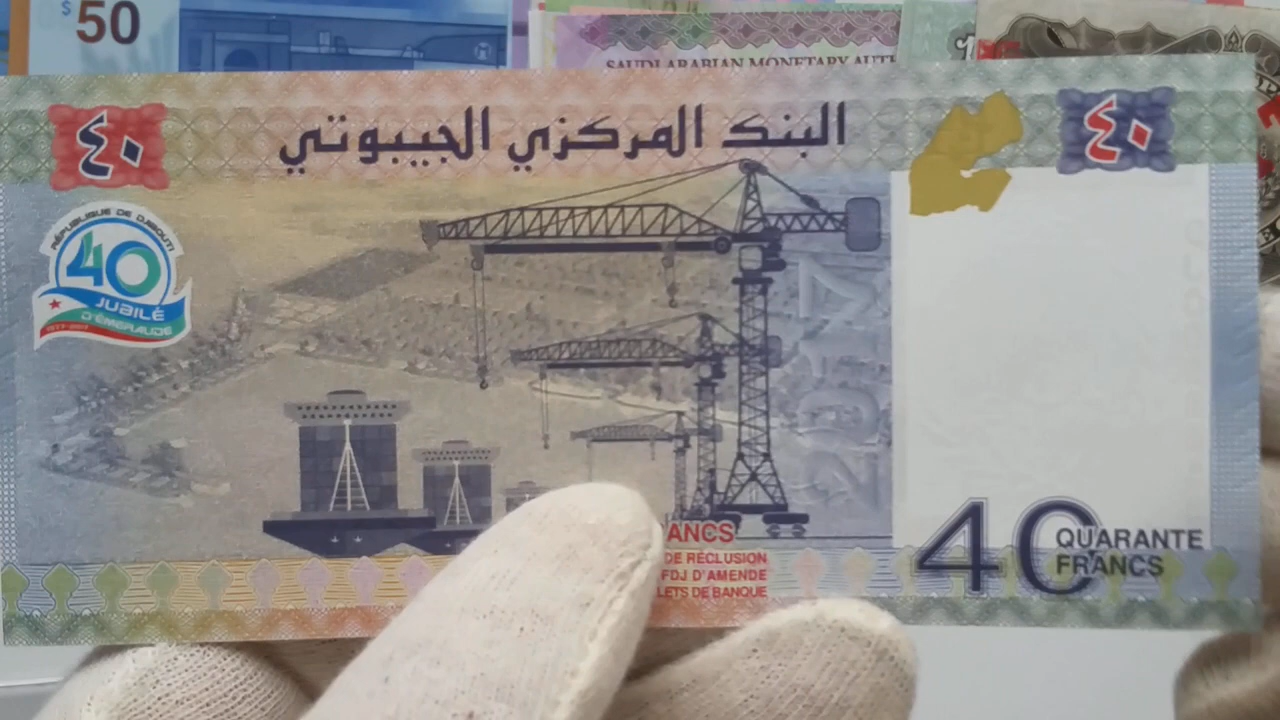 $50
SAUDI ARABIAN MONETARY AUT
٤٠
البنك المركزي الجيبوتي
٤٠
RÉPUBLIQUE DE DJIBOUTI
40
JUBILÉ
D'ÉMERAUDE
1977-2017
2017
ANCS
DE RÉCLUSION
FDJ D'AMENDE
LETS DE BANQUE
40
QUARANTE
FRANCS